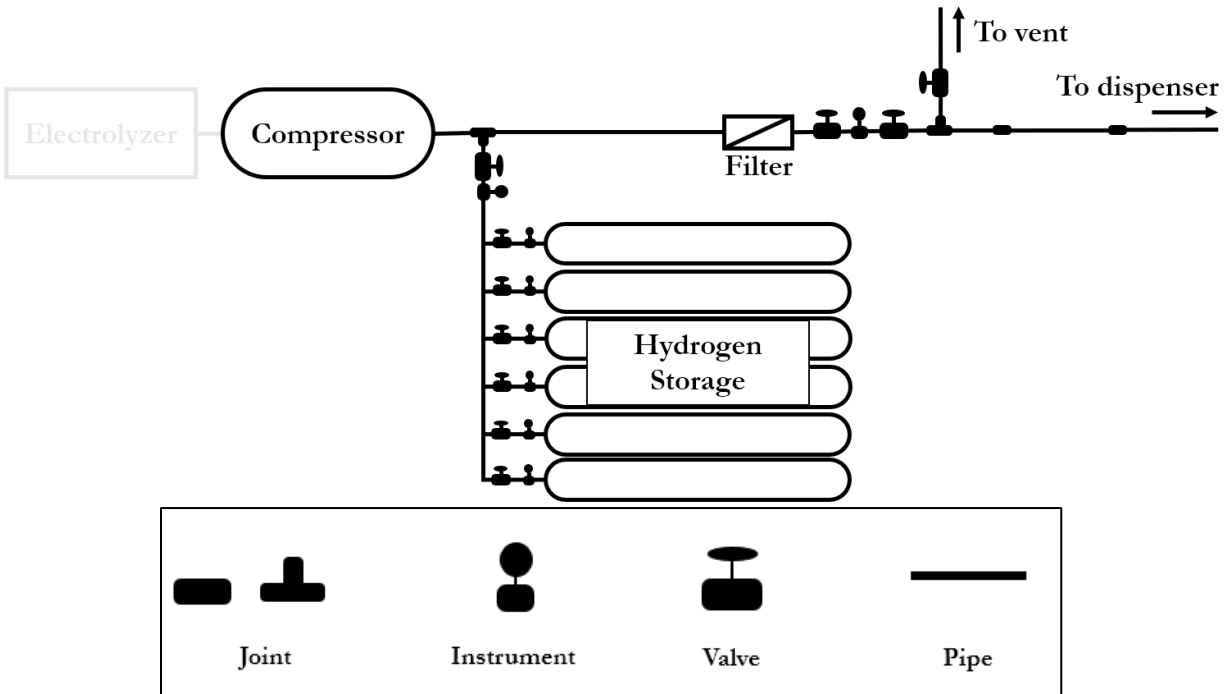 To vent
To dispenser
Electrolyzer
Compressor
Filter
Hydrogen
Storage
Joint
Instrument
Valve
Pipe